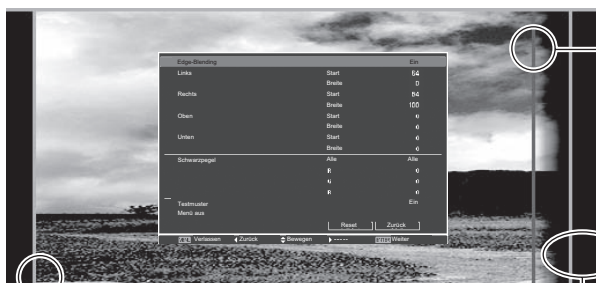 Edge-Blending Ein
Links Start 64
Breite 0
Rechts Start 84
Breite 100
Oben Start 0
Breite 0
Unten Start 0
Breite 0
Schwarzpegel Alle Alle
R 0
G 0
R 0
Testmuster Ein
Menü aus
Reset Zurück
Verlassen Zurück Bewegen ----- Weiter